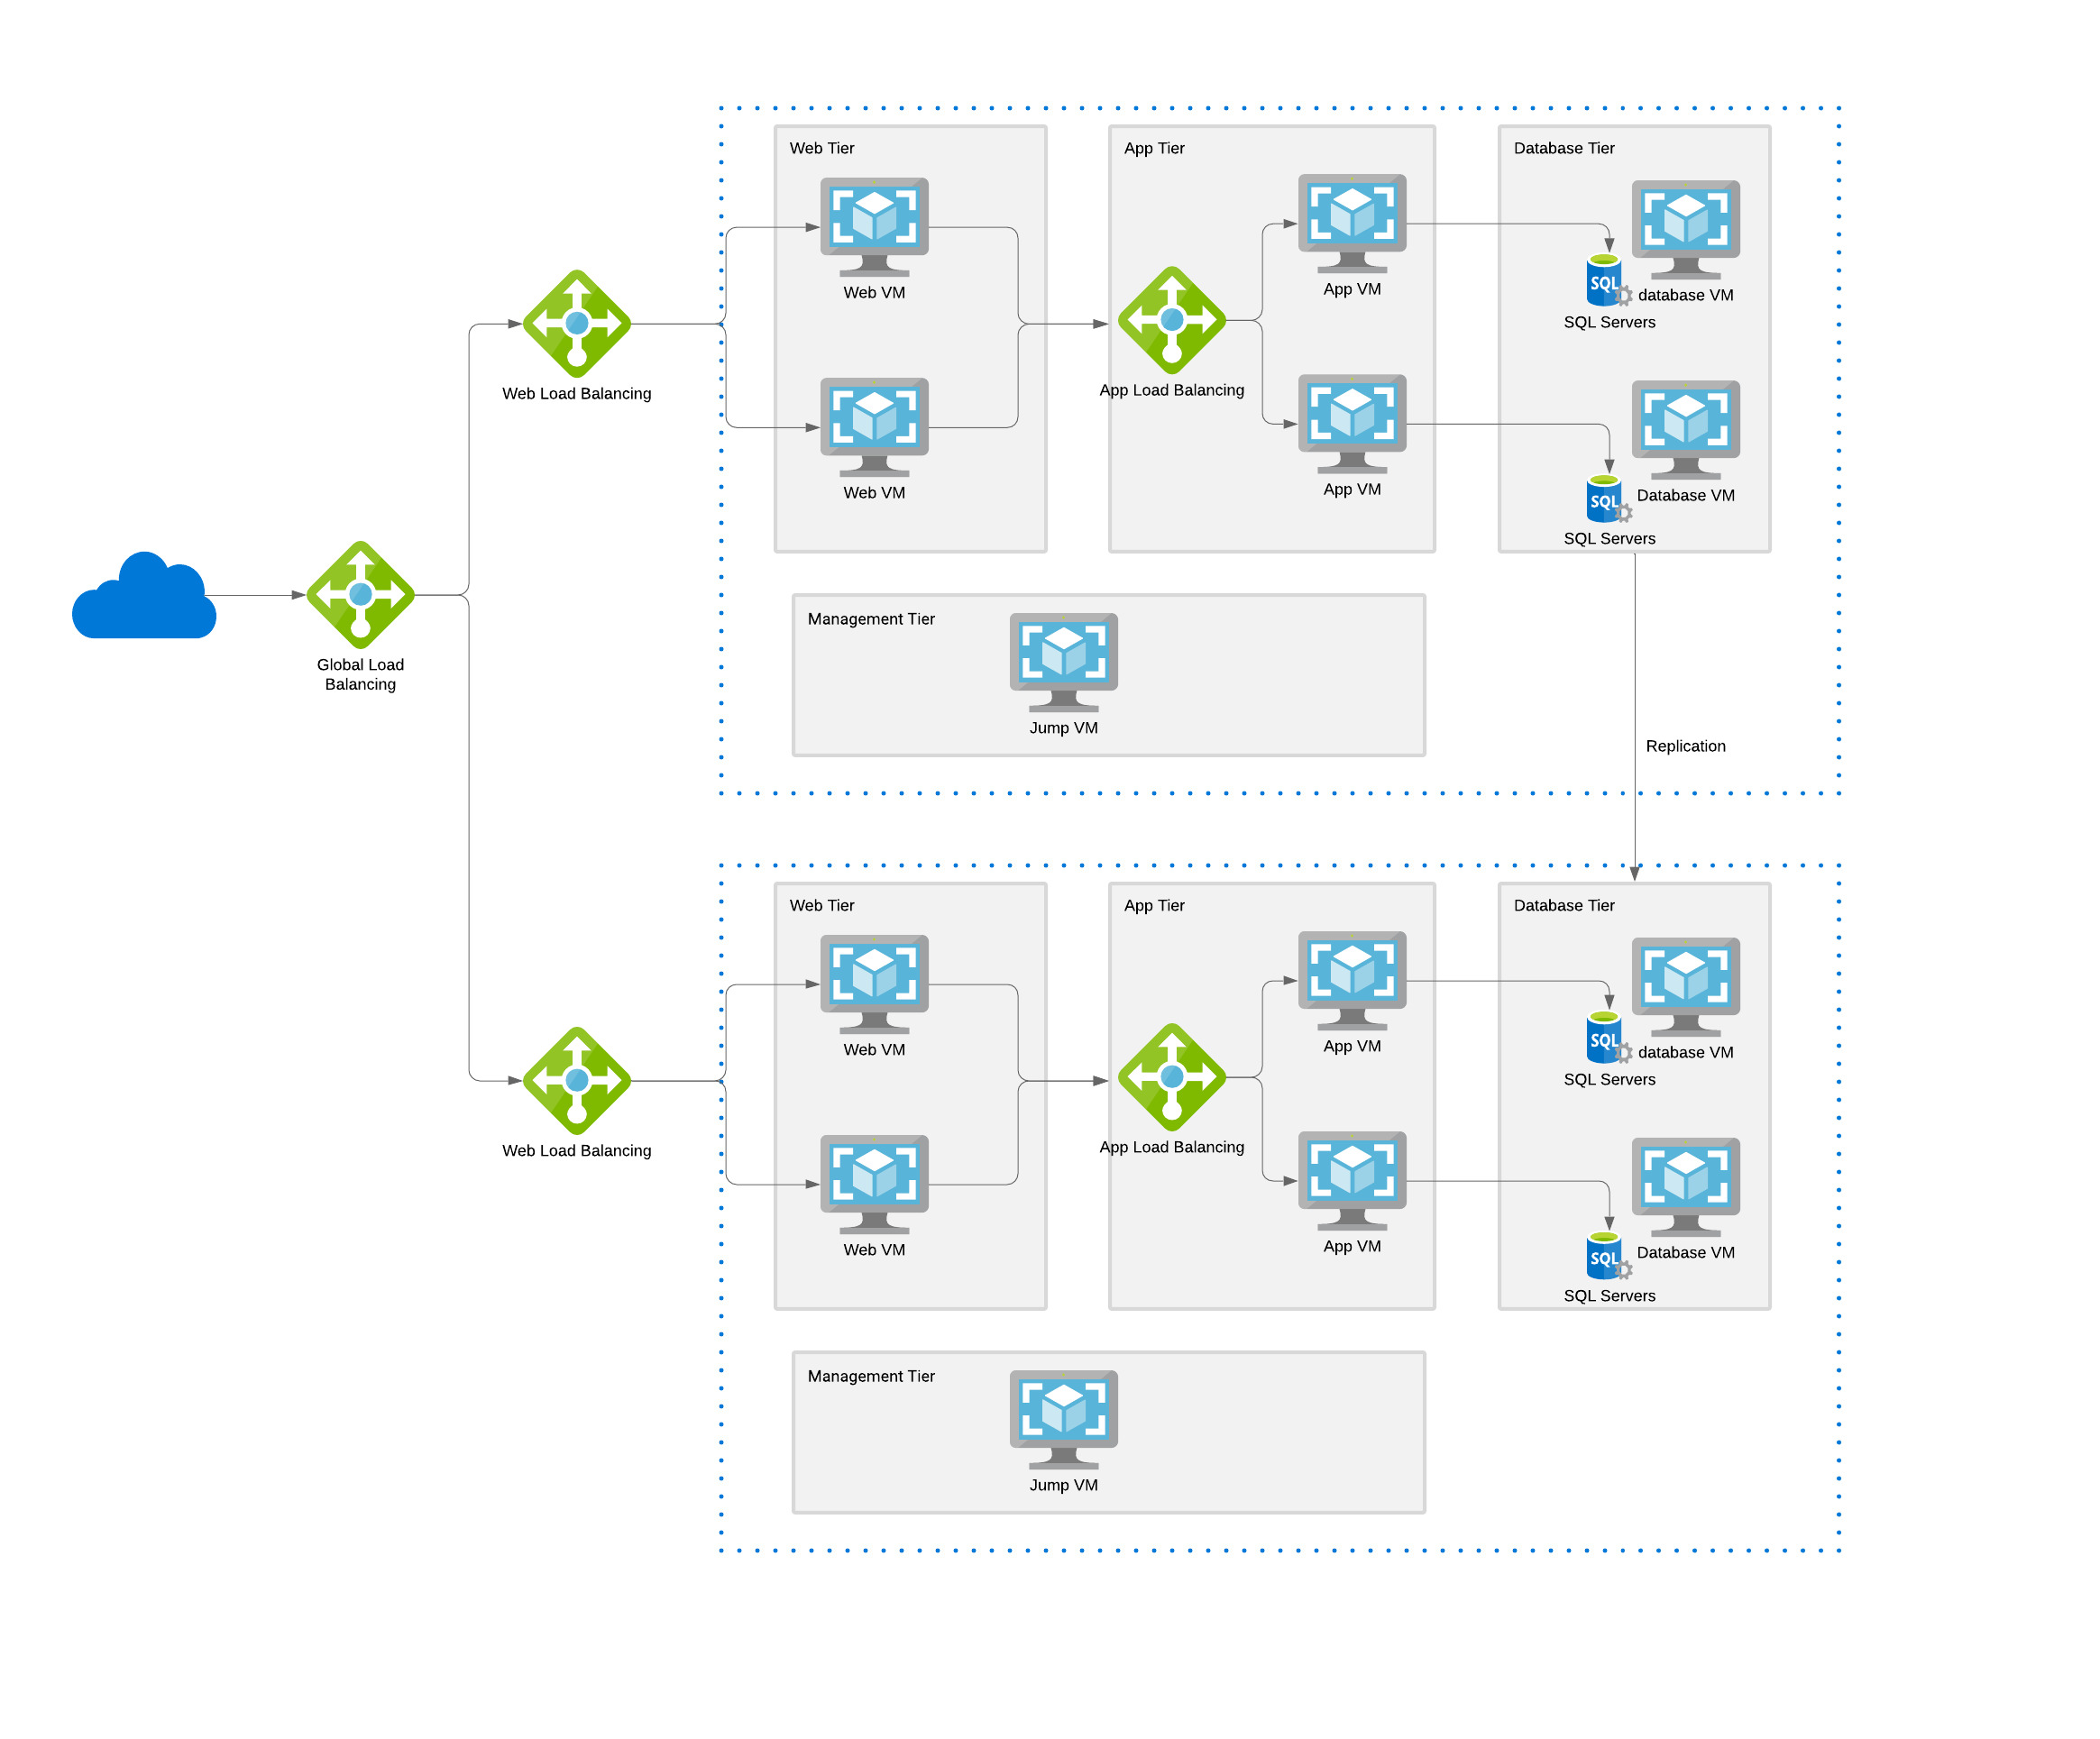 Web Tier
App Tier
Database Tier
Web VM
App VM
database VM
SQL
SQL Servers
Web Load Balancing
App Load Balancing
Web VM
App VM
Database VM
SQL
SQL Servers
Management Tier
Jump VM
Global Load
Balancing
Replication
Web Tier
App Tier
Database Tier
Web VM
App VM
database VM
SQL
SQL Servers
Web Load Balancing
App Load Balancing
Web VM
App VM
Database VM
SQL
SQL Servers
Management Tier
Jump VM